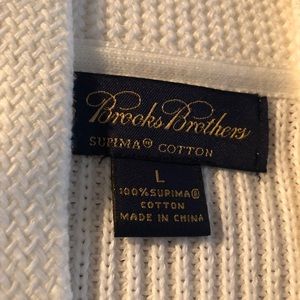 Brooks Brothers
SUPIMA® COTTON
L
100% SUPIMA®
COTTON
MADE IN CHINA